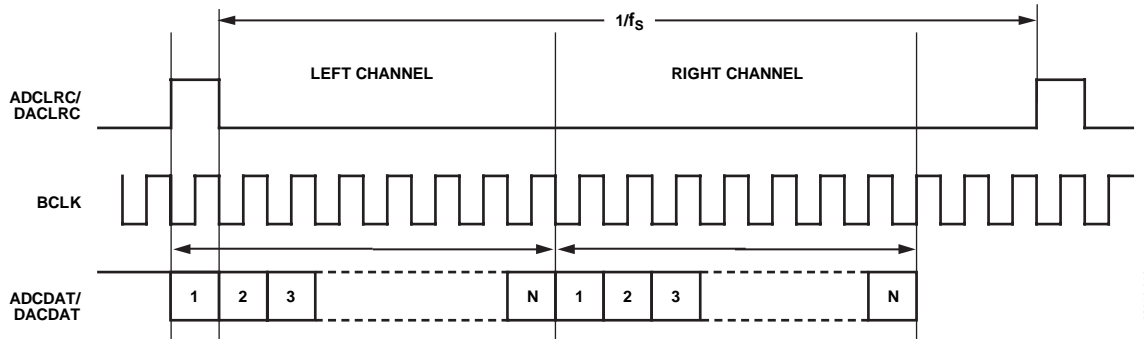 1/fS
LEFT CHANNEL
RIGHT CHANNEL
ADCLRC/
DACLRC
BCLK
ADCDAT/
DACDAT
1 2 3 N 1 2 3 N